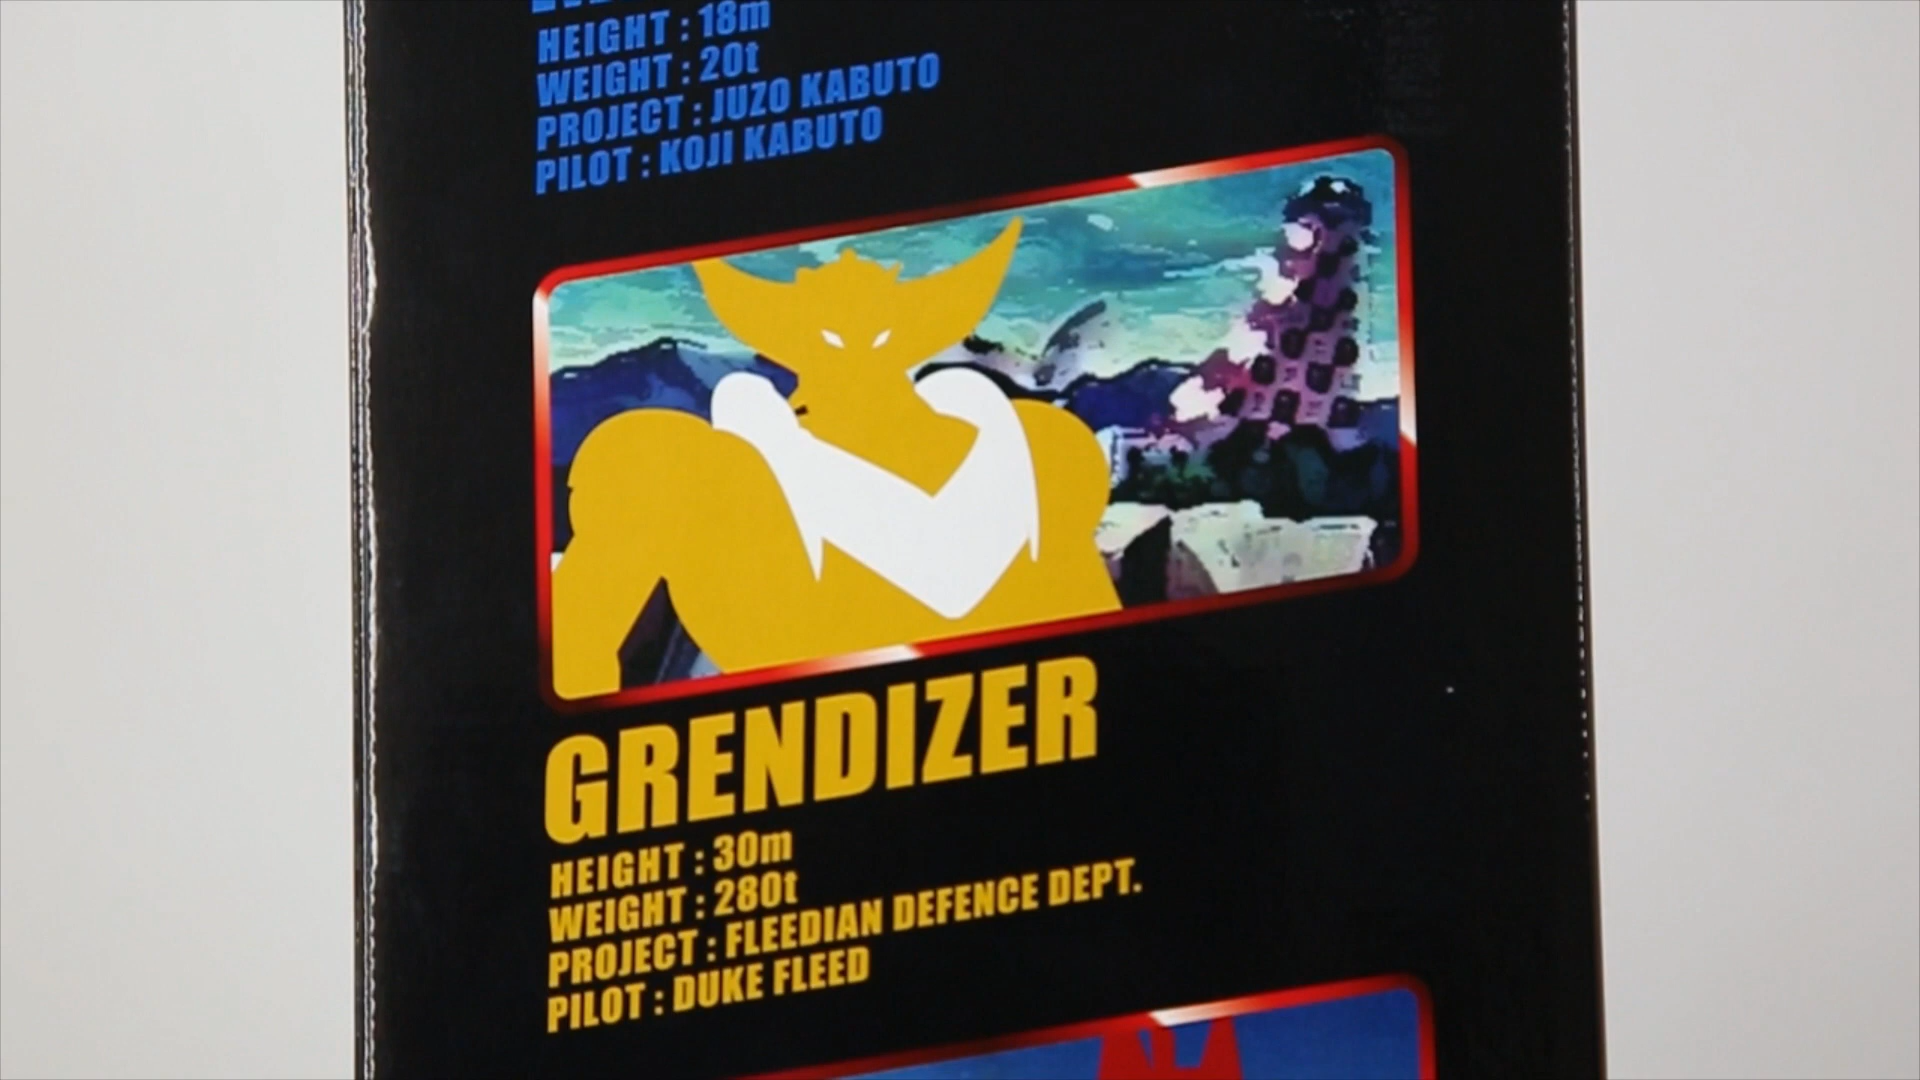 HEIGHT : 18m
WEIGHT : 20t
PROJECT : JUZO KABUTO
PILOT : KOJI KABUTO
GRENDIZER
HEIGHT : 30m
WEIGHT : 280t
PROJECT : FLEEDIAN DEFENCE DEPT.
PILOT : DUKE FLEED